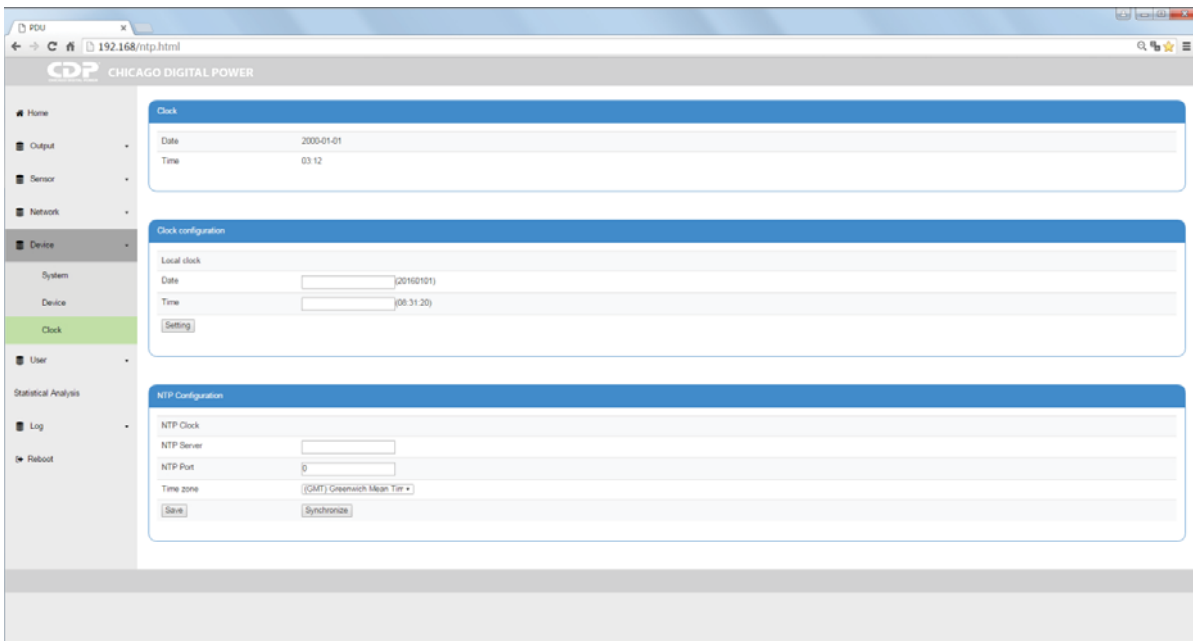 PDU
192.168/ntp.html
CDP CHICAGO DIGITAL POWER
Home
Output
Sensor
Network
Device
System
Device
Clock
User
Statistical Analysis
Log
Reboot
Clock
Date 2000-01-01
Time 03:12
Clock configuration
Local clock
Date (20160101)
Time (08:31:20)
Setting
NTP Configuration
NTP Clock
NTP Server
NTP Port 0
Time zone (GMT) Greenwich Mean Tim
Save Synchronize